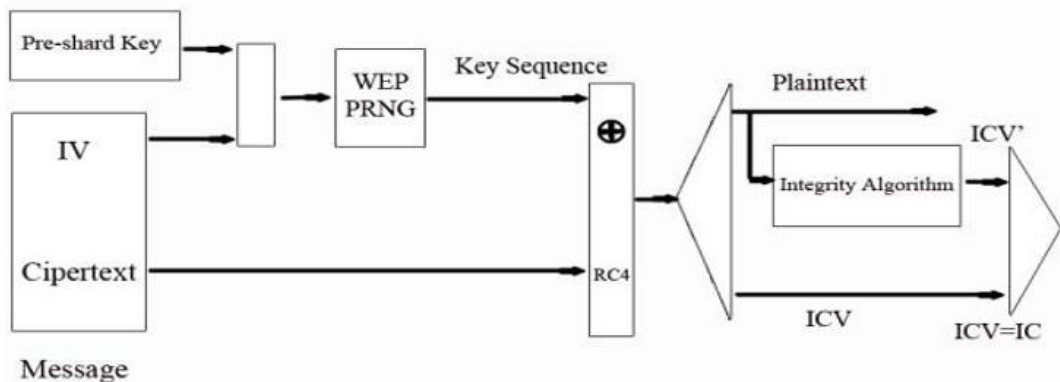 Pre-shard Key
IV
Cipertext
Message
WEP
PRNG
Key Sequence
⊕
RC4
Plaintext
Integrity Algorithm
ICV'
ICV
ICV=IC